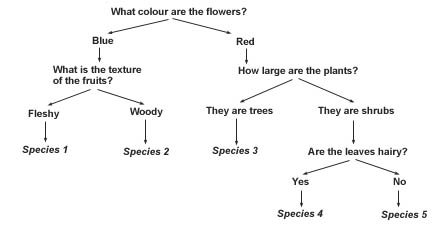 What colour are the flowers?
Blue
Red
What is the texture
of the fruits?
How large are the plants?
Fleshy
Woody
They are trees
They are shrubs
Species 1
Species 2
Species 3
Are the leaves hairy?
Yes
No
Species 4
Species 5